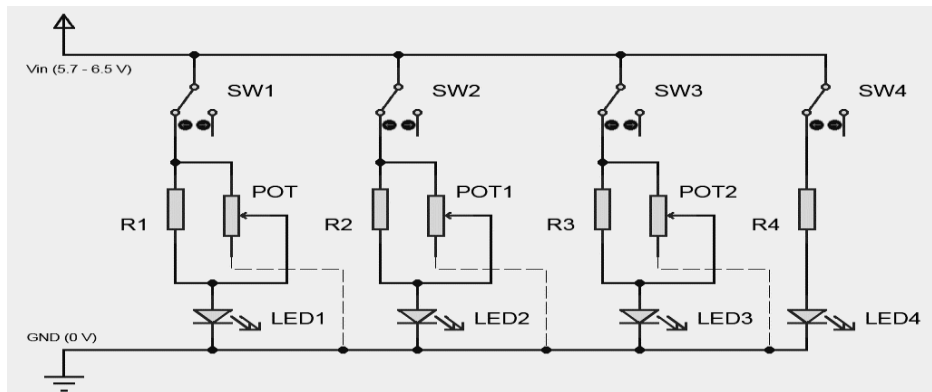 Vin (5.7 - 6.5 V)
SW1
SW2
SW3
SW4
POT
POT1
POT2
R1
R2
R3
R4
LED1
LED2
LED3
LED4
GND (0 V)